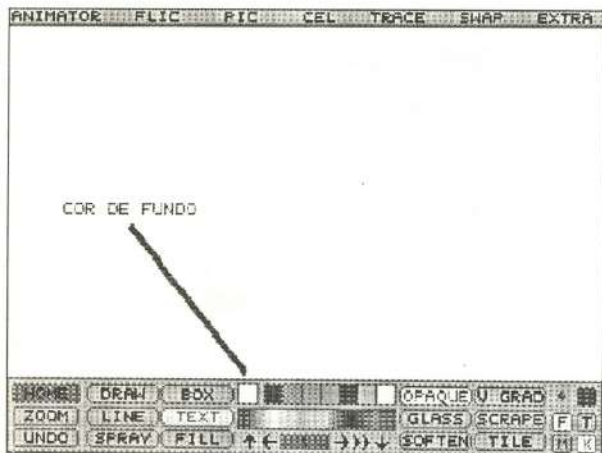 ANIMATOR FLIC PIC CEL TRACE SWAP EXTRA
COR DE FUNDO
HOME DRAW BOX OPAQUE V GRAD
ZOOM LINE TEXT GLASS SCRAPE F T
UNDO SPRAY FILL SOFTEN TILE M K